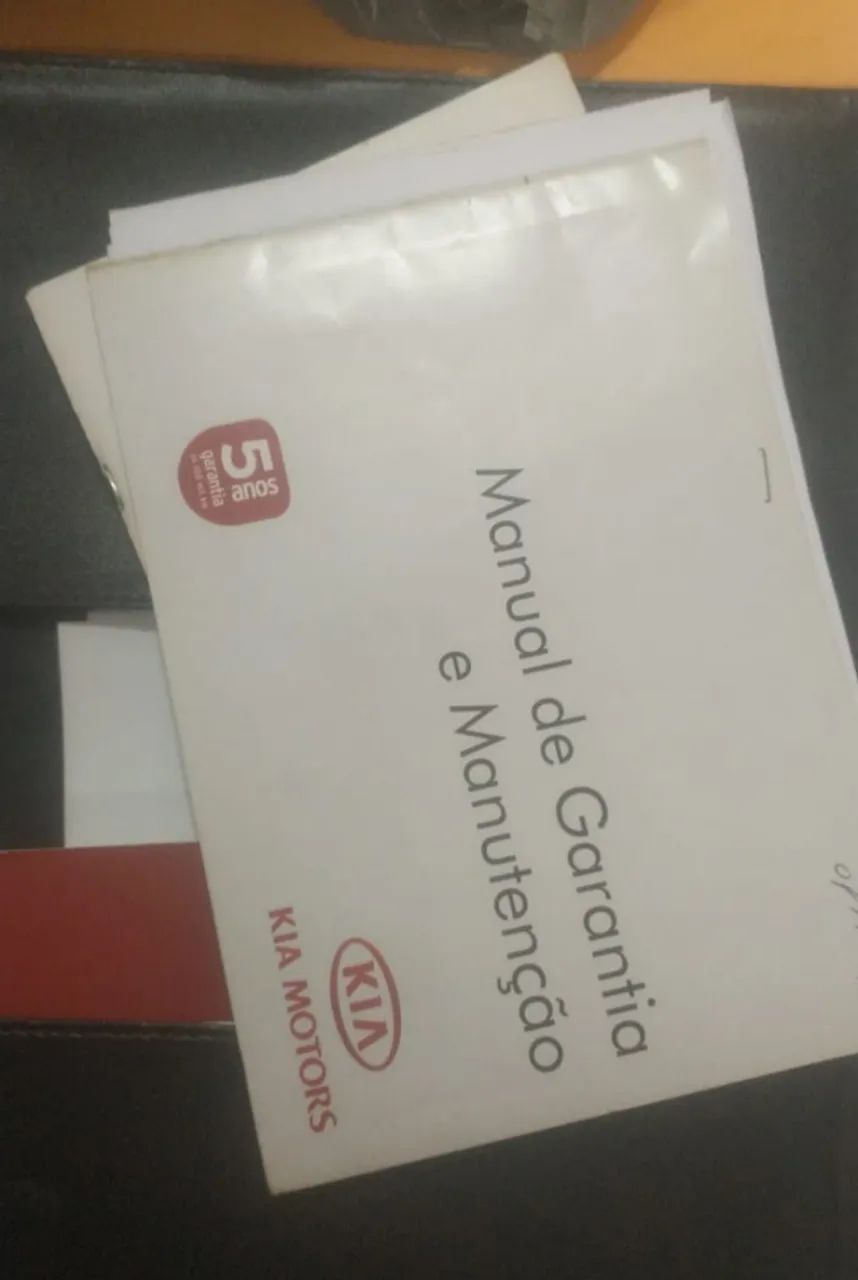 Manual de Garantia
e Manutenção
KIA
KIA MOTORS
5
anos
garantia